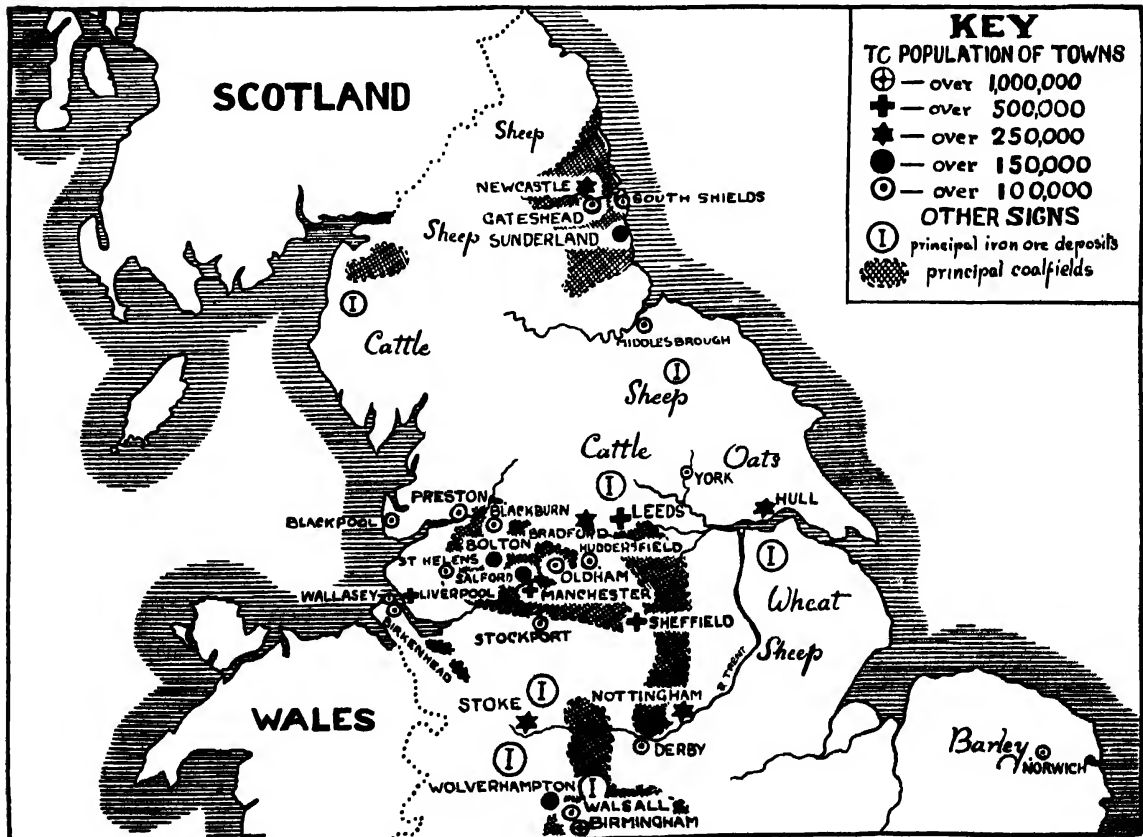 KEY
TO POPULATION OF TOWNS
— over 1,000,000
— over 500,000
— over 250,000
— over 150,000
— over 100,000
OTHER SIGNS
I principal iron ore deposits
principal coalfields
SCOTLAND
Sheep
NEWCASTLE
SOUTH SHIELDS
GATESHEAD
Sheep
SUNDERLAND
I
Cattle
MIDDLESBROUGH
I
Sheep
Cattle
Oats
YORK
I
HULL
PRESTON
BLACKBURN
LEEDS
BLACKPOOL
BRADFORD
BOLTON
HUDDERSFIELD
I
ST HELENS
SALFORD
OLDHAM
WALLASEY
LIVERPOOL
MANCHESTER
Wheat
BIRKENHEAD
STOCKPORT
SHEFFIELD
Sheep
R TRENT
I
STOKE
NOTTINGHAM
WALES
DERBY
I
Barley
NORWICH
WOLVERHAMPTON
I
WALSALL
BIRMINGHAM